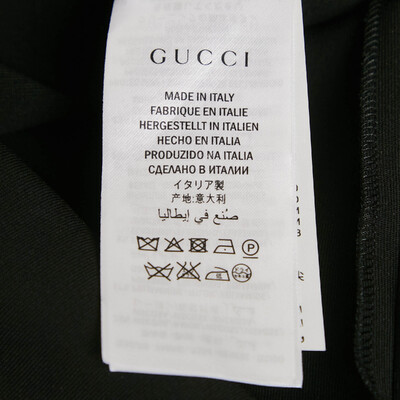 GUCCI
MADE IN ITALY
FABRIQUE EN ITALIE
HERGESTELLT IN ITALIEN
HECHO EN ITALIA
PRODUZIDO NA ITALIA
СДЕЛАНО В ИТАЛИИ
イタリア製
产地:意大利
صنع في إيطاليا